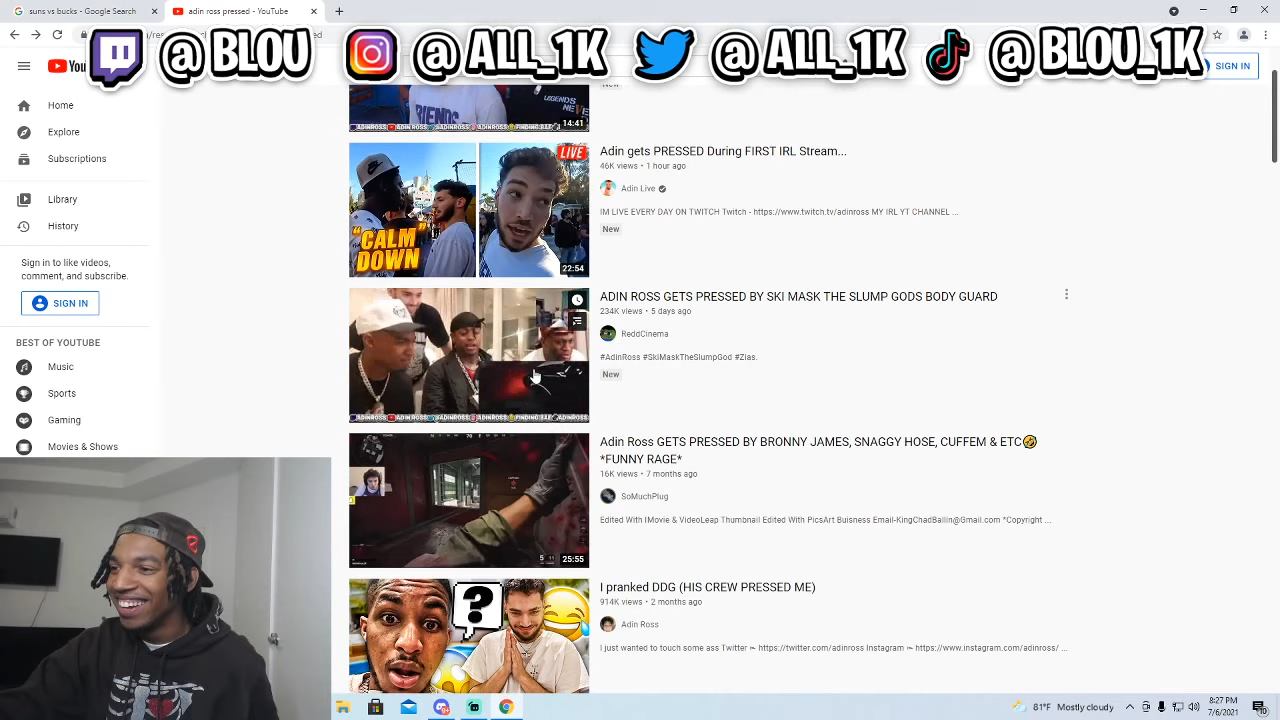 suns vs bucks - Google Search
adin ross pressed - YouTube
@ BLOU
@ ALL_1K
@ ALL_1K
@ BLOU_1K
SIGN IN
Home
Explore
Subscriptions
Library
History
Sign in to like videos,
comment, and subscribe.
SIGN IN
BEST OF YOUTUBE
Music
Sports
Gaming
Movies & Shows
14:41
New
LIVE
"CALM
DOWN
22:54
Adin gets PRESSED During FIRST IRL Stream...
46K views • 1 hour ago
Adin Live
IM LIVE EVERY DAY ON TWITCH Twitch - https://www.twitch.tv/adinross MY IRL YT CHANNEL ...
New
ADIN ROSS GETS PRESSED BY SKI MASK THE SLUMP GODS BODY GUARD
234K views • 5 days ago
ReddCinema
#AdinRoss #SkiMaskTheSlumpGod #Zias.
New
25:55
Adin Ross GETS PRESSED BY BRONNY JAMES, SNAGGY HOSE, CUFFEM & ETC🤣
*FUNNY RAGE*
16K views • 7 months ago
SoMuchPlug
Edited With IMovie & VideoLeap Thumbnail Edited With PicsArt Buisness Email-KingChadBallin@Gmail.com *Copyright ...
?
I pranked DDG (HIS CREW PRESSED ME)
914K views • 2 months ago
Adin Ross
I just wanted to touch some ass Twitter ➳ https://twitter.com/adinross Instagram ➳ https://www.instagram.com/adinross/ ...
81°F Mostly cloudy
8:27 PM
7/6/2021